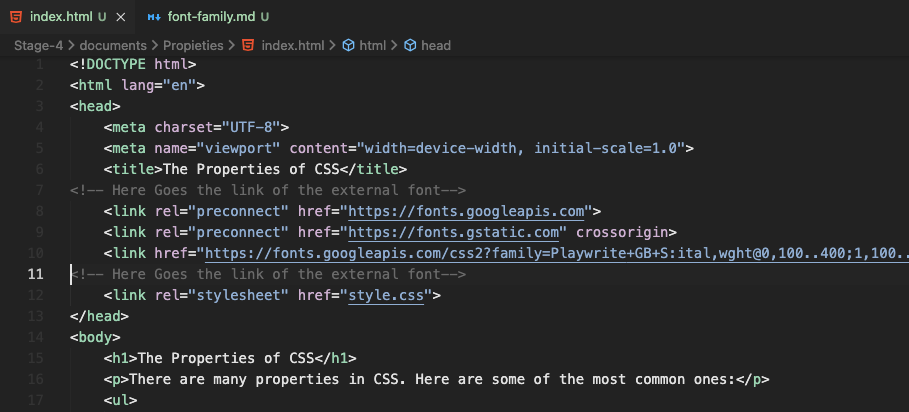 index.html U
font-family.md U
Stage-4 > documents > Propieties > index.html > html > head
1 <!DOCTYPE html>
2 <html lang="en">
3 <head>
4 <meta charset="UTF-8">
5 <meta name="viewport" content="width=device-width, initial-scale=1.0">
6 <title>The Properties of CSS</title>
7 <!-- Here Goes the link of the external font-->
8 <link rel="preconnect" href="https://fonts.googleapis.com">
9 <link rel="preconnect" href="https://fonts.gstatic.com" crossorigin>
10 <link href="https://fonts.googleapis.com/css2?family=Playwrite+GB+S:ital,wght@0,100..400;1,100..
11 <!-- Here Goes the link of the external font-->
12 <link rel="stylesheet" href="style.css">
13 </head>
14 <body>
15 <h1>The Properties of CSS</h1>
16 <p>There are many properties in CSS. Here are some of the most common ones:</p>
17 <ul>